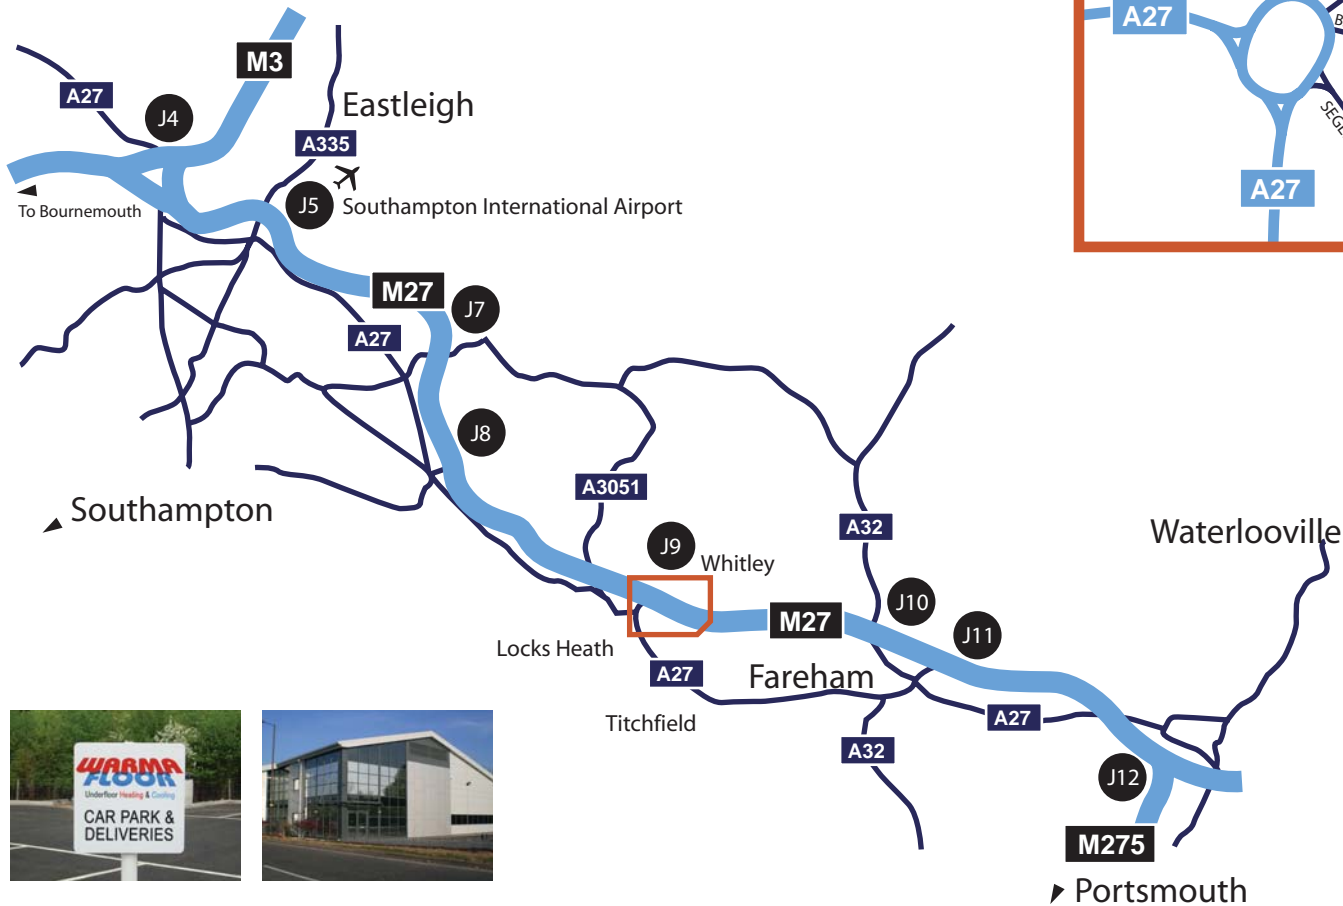 M3
A27
J4
Eastleigh
A335
To Bournemouth
J5
Southampton International Airport
M27
J7
A27
J8
Southampton
A3051
J9
Whitley
A32
Waterlooville
J10
M27
J11
Locks Heath
A27
Fareham
Titchfield
A27
A32
J12
M275
Portsmouth
A27
A27
WARMA
FLOOR
Underfloor Heating & Cooling
CAR PARK &
DELIVERIES